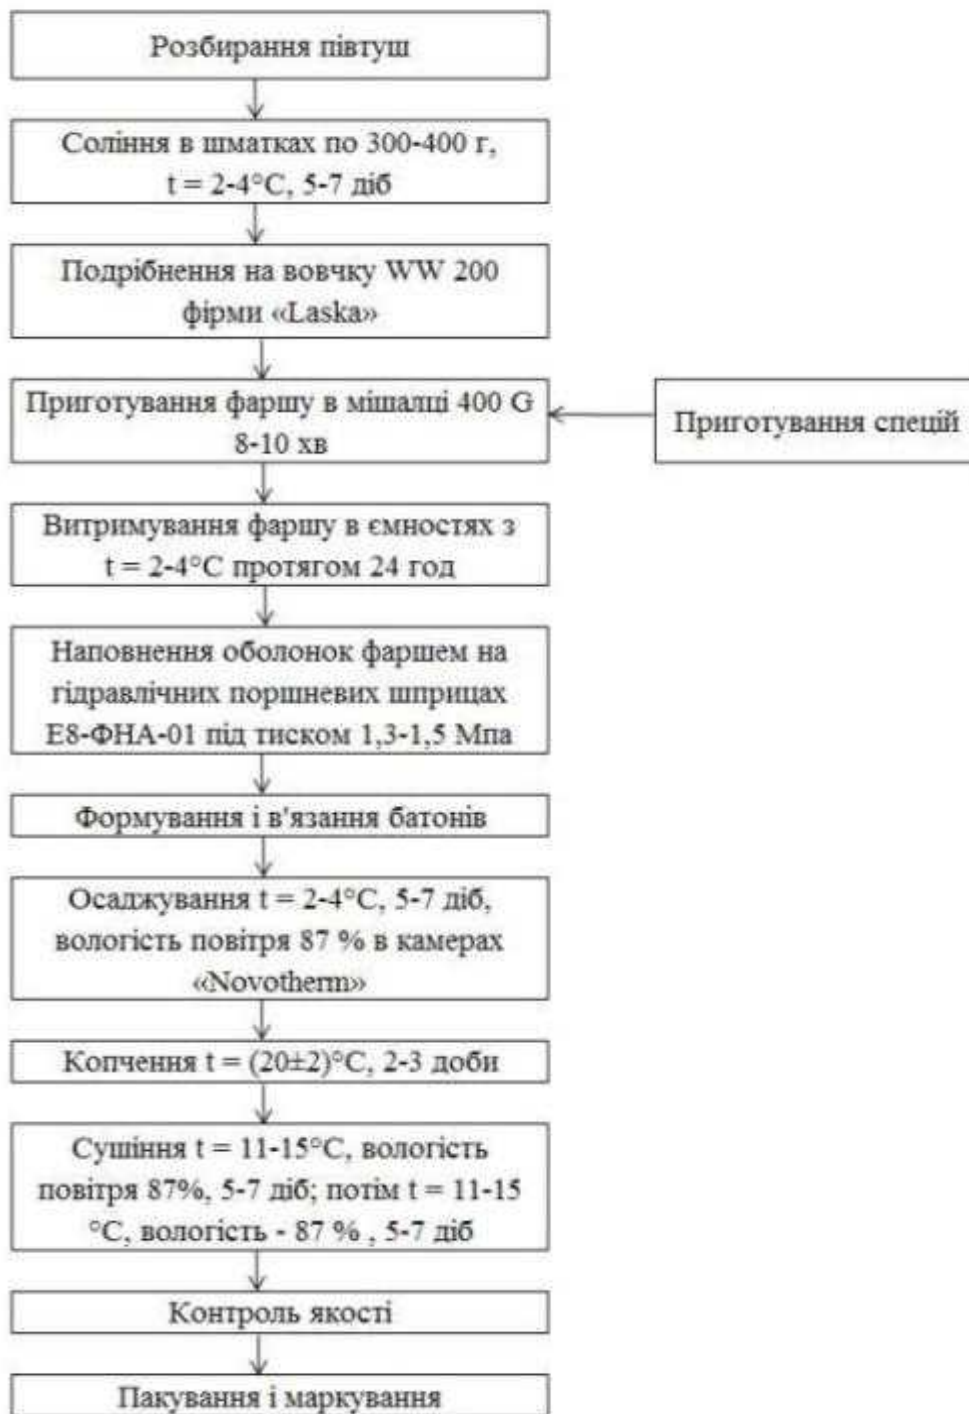 Розбирання півтуш
Соління в шматках по 300-400 г,
t = 2-4°C, 5-7 діб
Подрібнення на вовчку WW 200
фірми «Laska»
Приготування фаршу в мішалці 400 G
8-10 хв
Приготування спецій
Витримування фаршу в ємностях з
t = 2-4°C протягом 24 год
Наповнення оболонок фаршем на
гідравлічних поршневих шприцах
Е8-ФНА-01 під тиском 1,3-1,5 Мпа
Формування і в'язання батонів
Осаджування t = 2-4°C, 5-7 діб,
вологість повітря 87 % в камерах
«Novotherm»
Копчення t = (20±2)°C, 2-3 доби
Сушіння t = 11-15°C, вологість
повітря 87%, 5-7 діб; потім t = 11-15
°C, вологість - 87 % , 5-7 діб
Контроль якості
Пакування і маркування